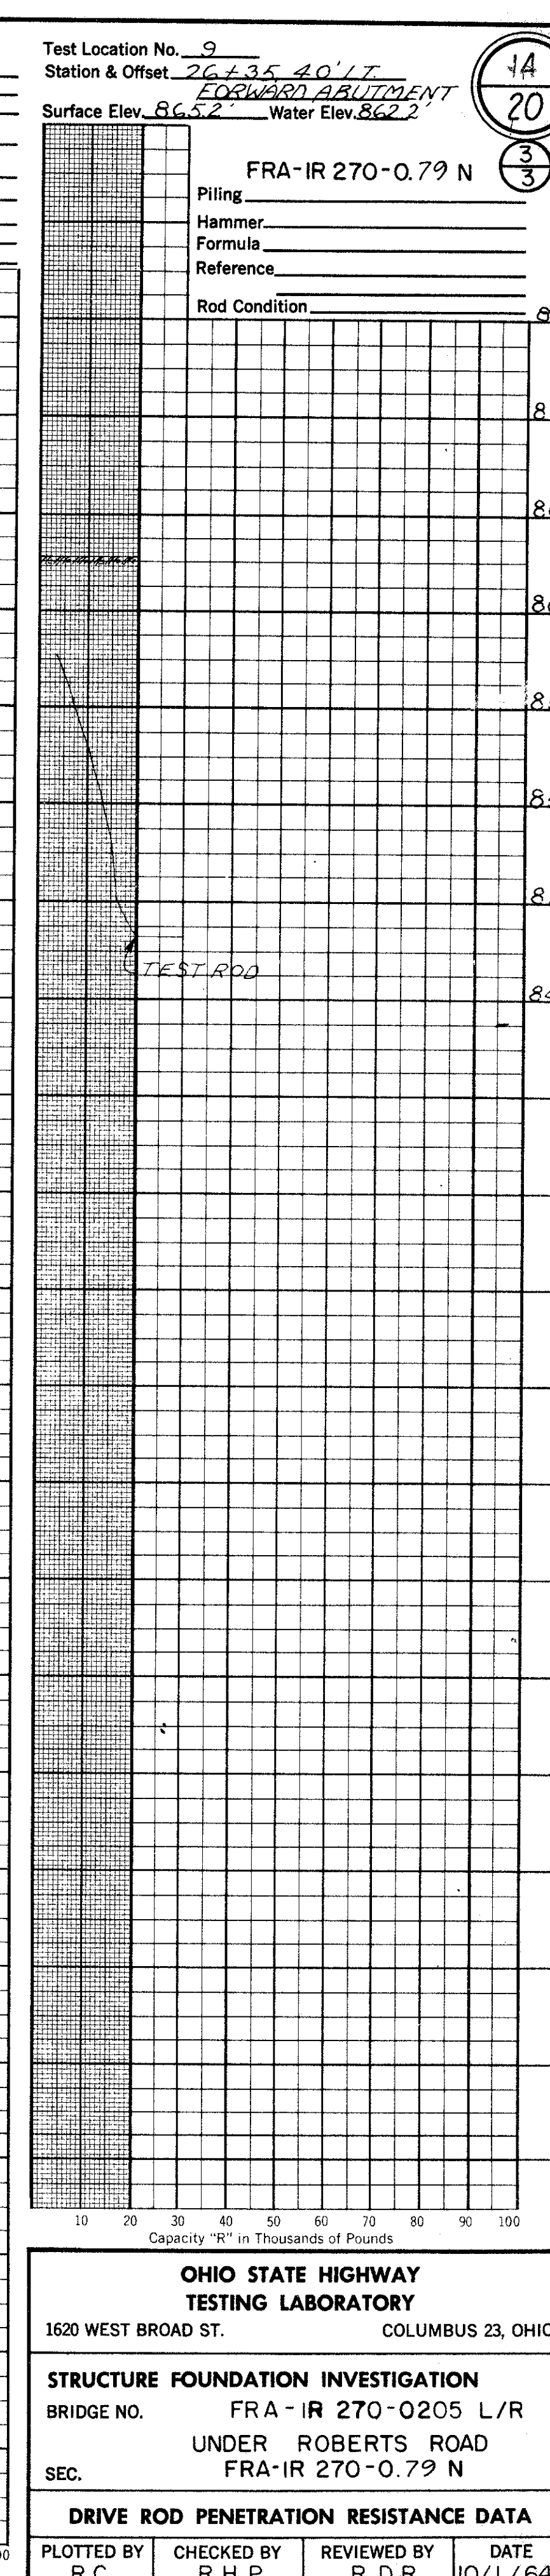 Test Location No. 9
Station & Offset 26+35, 40' LT.
FORWARD ABUTMENT
Surface Elev. 865.2' Water Elev. 862.2'
1A
20
3
3
FRA-IR 270-0.79 N
Piling
Hammer
Formula
Reference
Rod Condition
TEST ROD
10 20 30 40 50 60 70 80 90 100
Capacity "R" in Thousands of Pounds
OHIO STATE HIGHWAY
TESTING LABORATORY
1620 WEST BROAD ST. COLUMBUS 23, OHIO
STRUCTURE FOUNDATION INVESTIGATION
BRIDGE NO. FRA-IR 270-0205 L/R
UNDER ROBERTS ROAD
SEC. FRA-IR 270-0.79 N
DRIVE ROD PENETRATION RESISTANCE DATA
PLOTTED BY CHECKED BY REVIEWED BY DATE
R.C. R.H.P. R.D.R. 10/1/64